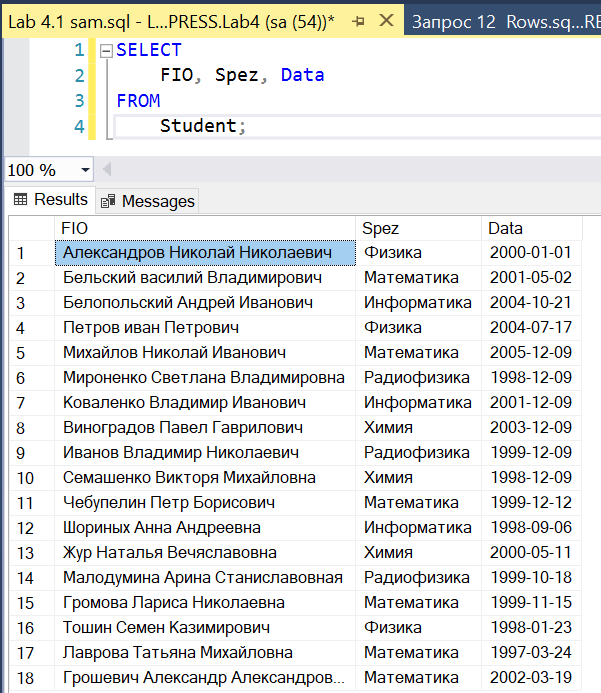 Lab 4.1 sam.sql - L...PRESS.Lab4 (sa (54))* Запрос 12 Rows.sq...RE
1 SELECT
2 FIO, Spez, Data
3 FROM
4 Student;
100 %
Results Messages
FIO Spez Data
1 Александров Николай Николаевич Физика 2000-01-01
2 Бельский василий Владимирович Математика 2001-05-02
3 Белопольский Андрей Иванович Информатика 2004-10-21
4 Петров иван Петрович Физика 2004-07-17
5 Михайлов Николай Иванович Математика 2005-12-09
6 Мироненко Светлана Владимировна Радиофизика 1998-12-09
7 Коваленко Владимир Иванович Информатика 2001-12-09
8 Виноградов Павел Гаврилович Химия 2003-12-09
9 Иванов Владимир Николаевич Радиофизика 1999-12-09
10 Семашенко Викторя Михайловна Химия 1998-12-09
11 Чебупелин Петр Борисович Математика 1999-12-12
12 Шориных Анна Андреевна Информатика 1998-09-06
13 Жур Наталья Вечяславовна Химия 2000-05-11
14 Малодумина Арина Станиславовная Радиофизика 1999-10-18
15 Громова Лариса Николаевна Математика 1999-11-15
16 Тошин Семен Казимирович Физика 1998-01-23
17 Лаврова Татьяна Михайловна Математика 1997-03-24
18 Грошевич Александр Александров... Математика 2002-03-19